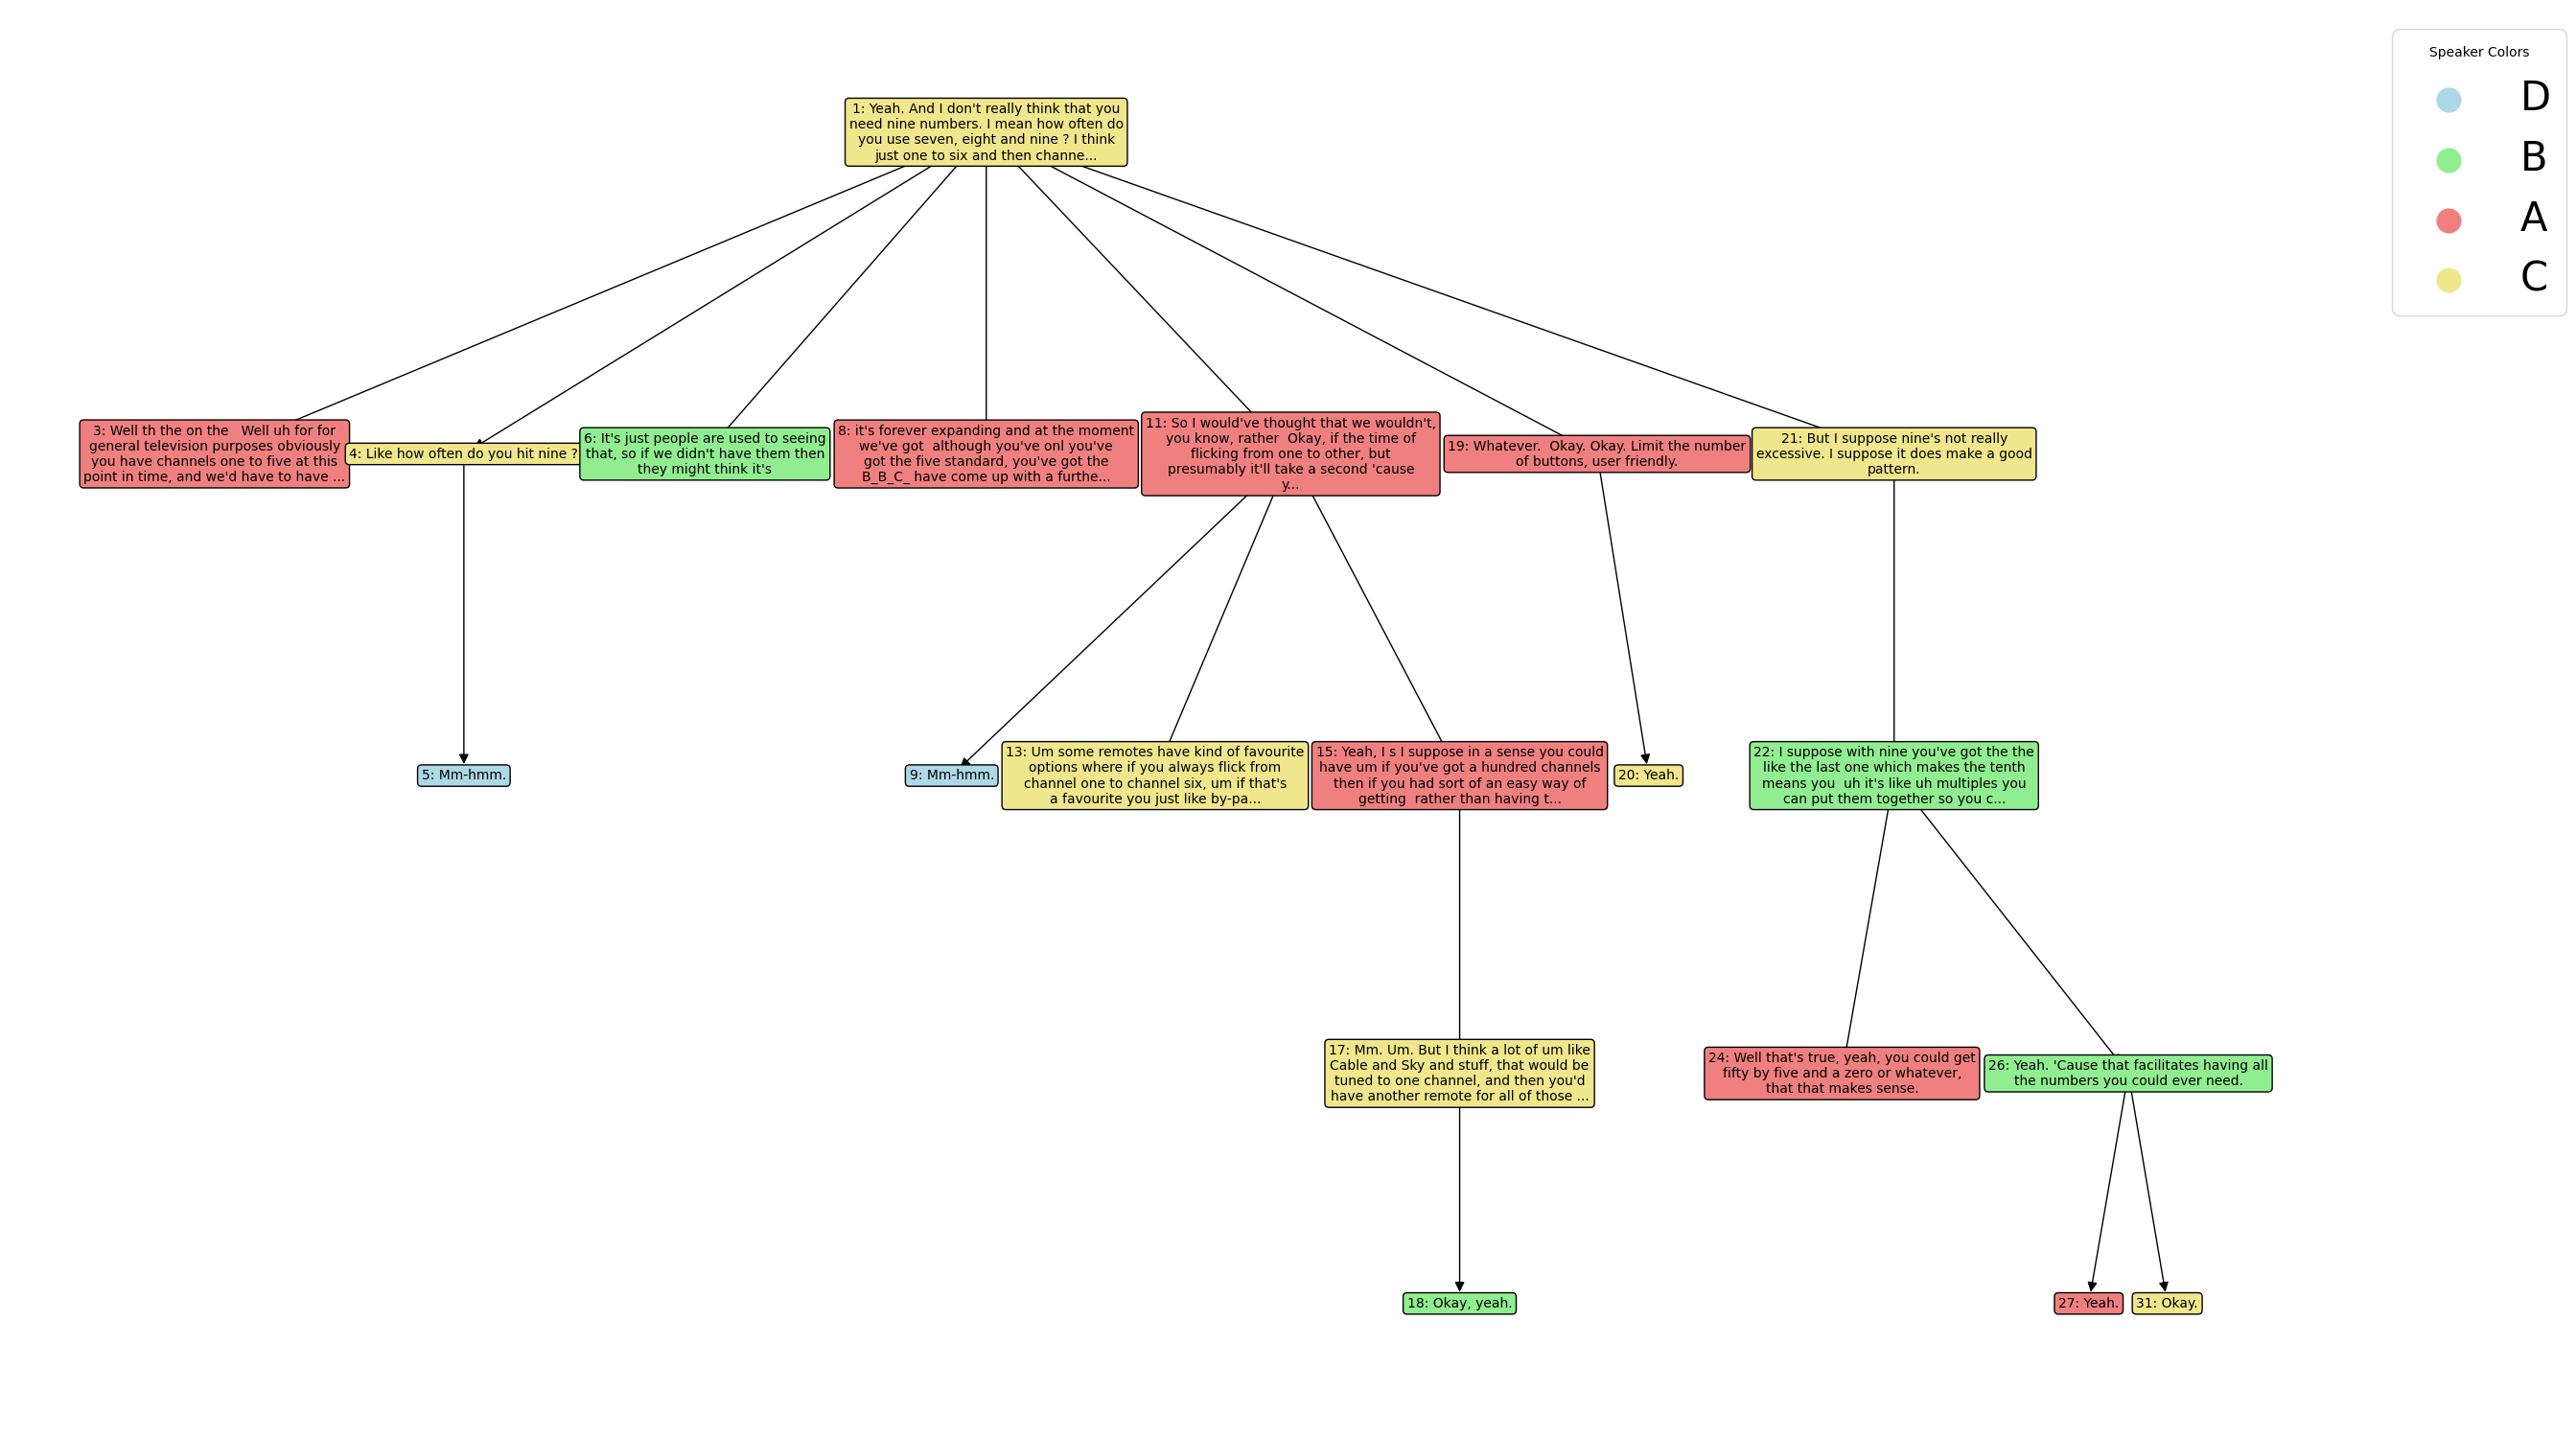 Speaker Colors
D
B
A
C
1: Yeah. And I don't really think that you
need nine numbers. I mean how often do
you use seven, eight and nine ? I think
just one to six and then channe...
3: Well th the on the   Well uh for for
general television purposes obviously
you have channels one to five at this
point in time, and we'd have to have ...
4: Like how often do you hit nine ?
6: It's just people are used to seeing
that, so if we didn't have them then
they might think it's
8: it's forever expanding and at the moment
we've got  although you've onl you've
got the five standard, you've got the
B_B_C_ have come up with a furthe...
11: So I would've thought that we wouldn't,
you know, rather  Okay, if the time of
flicking from one to other, but
presumably it'll take a second 'cause
y...
19: Whatever.  Okay. Okay. Limit the number
of buttons, user friendly.
21: But I suppose nine's not really
excessive. I suppose it does make a good
pattern.
5: Mm-hmm.
9: Mm-hmm.
13: Um some remotes have kind of favourite
options where if you always flick from
channel one to channel six, um if that's
a favourite you just like by-pa...
15: Yeah, I s I suppose in a sense you could
have um if you've got a hundred channels
then if you had sort of an easy way of
getting  rather than having t...
20: Yeah.
22: I suppose with nine you've got the the
like the last one which makes the tenth
means you  uh it's like uh multiples you
can put them together so you c...
17: Mm. Um. But I think a lot of um like
Cable and Sky and stuff, that would be
tuned to one channel, and then you'd
have another remote for all of those ...
24: Well that's true, yeah, you could get
fifty by five and a zero or whatever,
that that makes sense.
26: Yeah. 'Cause that facilitates having all
the numbers you could ever need.
18: Okay, yeah.
27: Yeah.
31: Okay.